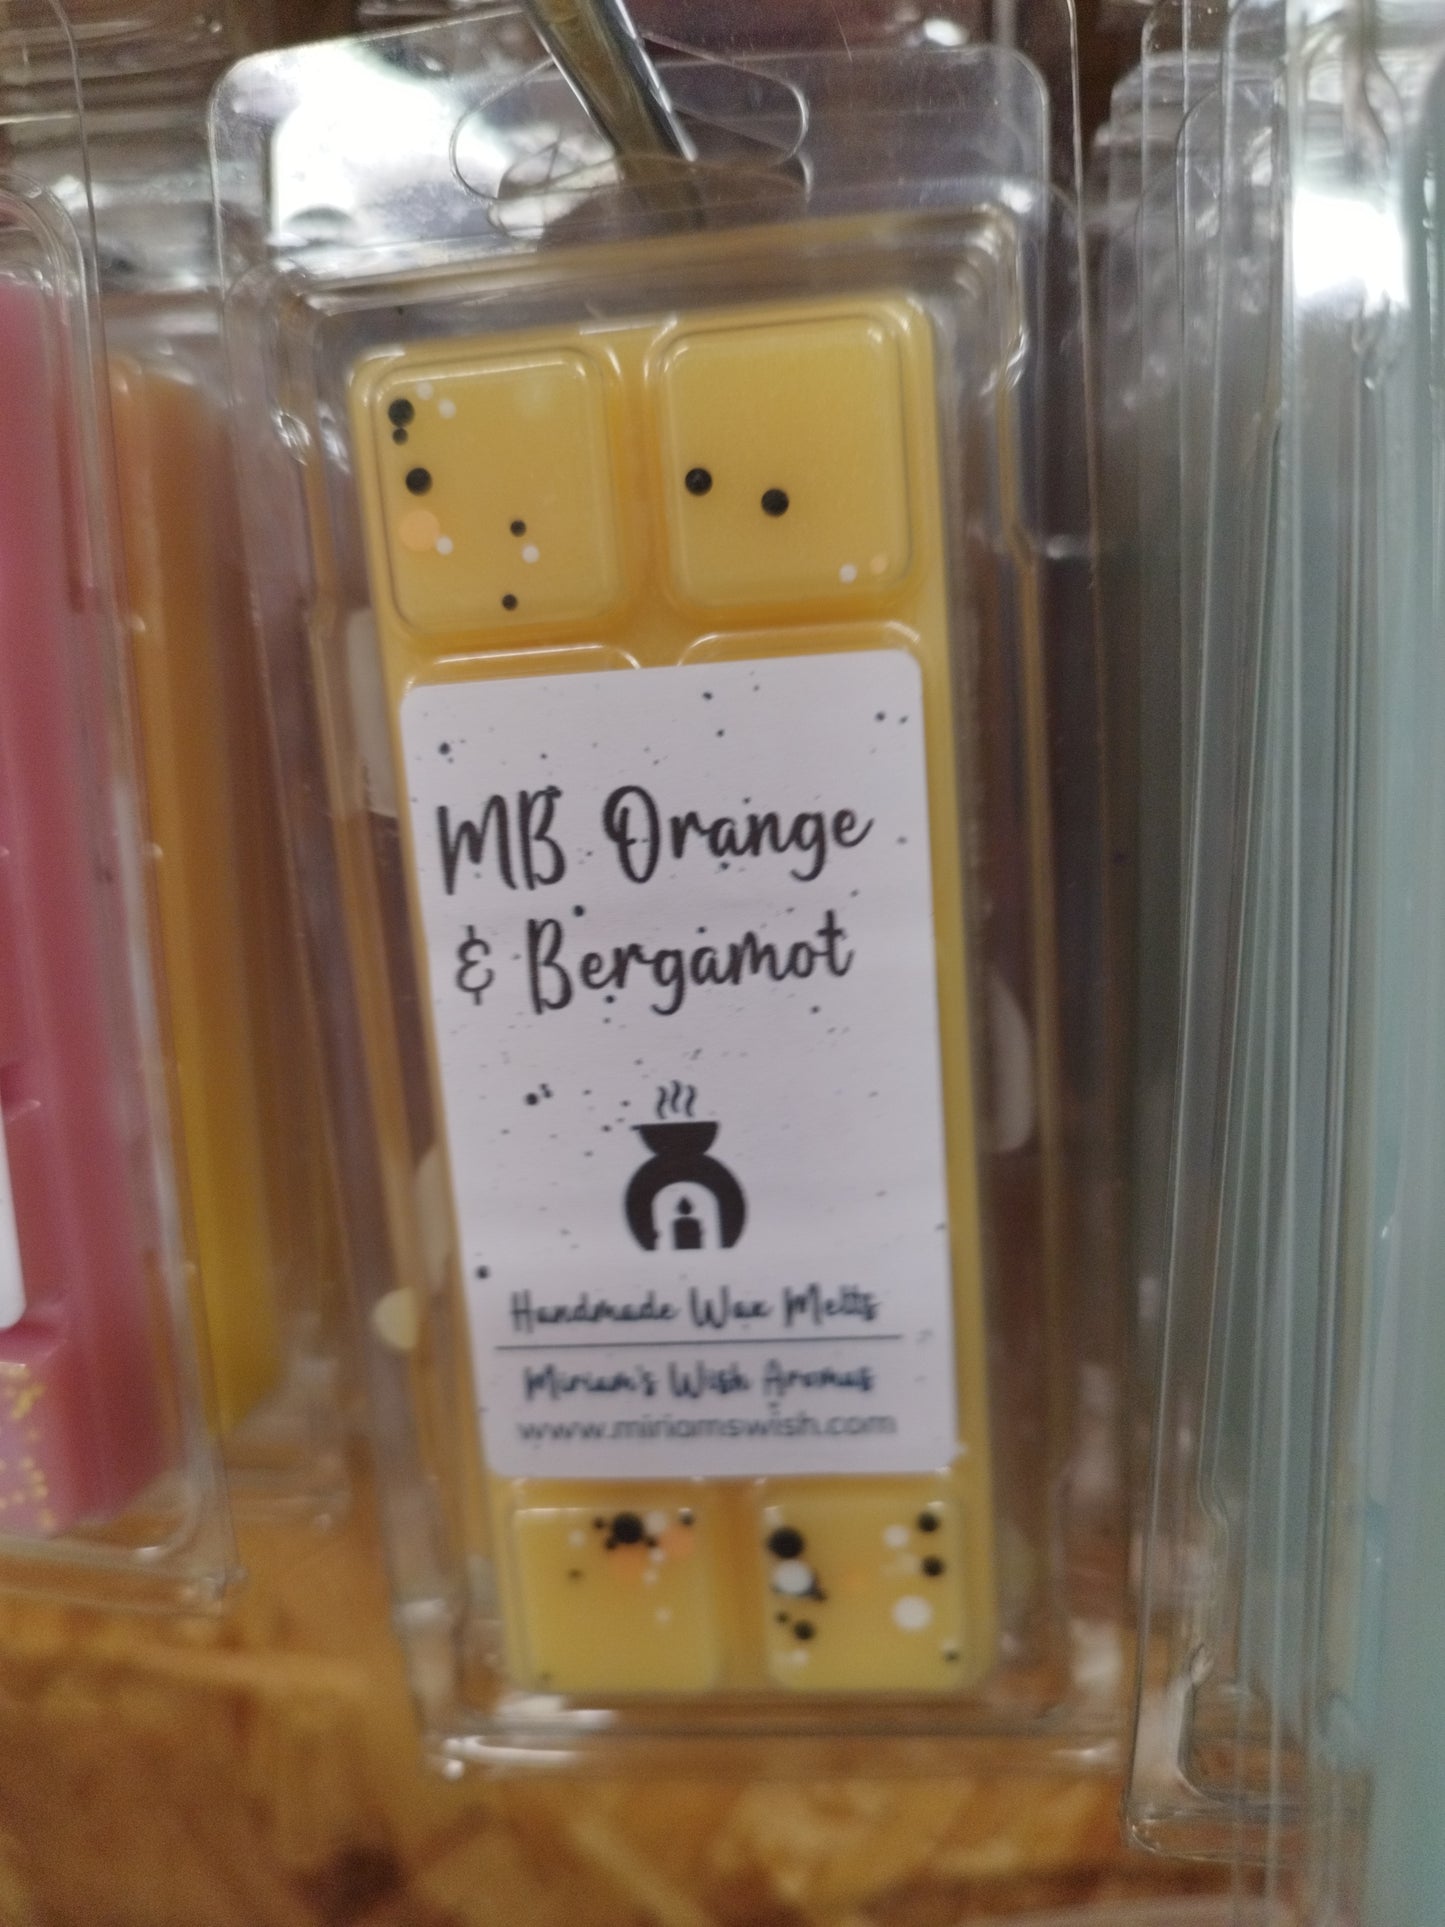 MB Orange
& Bergamot
Handmade Wax Melts
Miriam's Wish Aromas
www.miriamswish.com